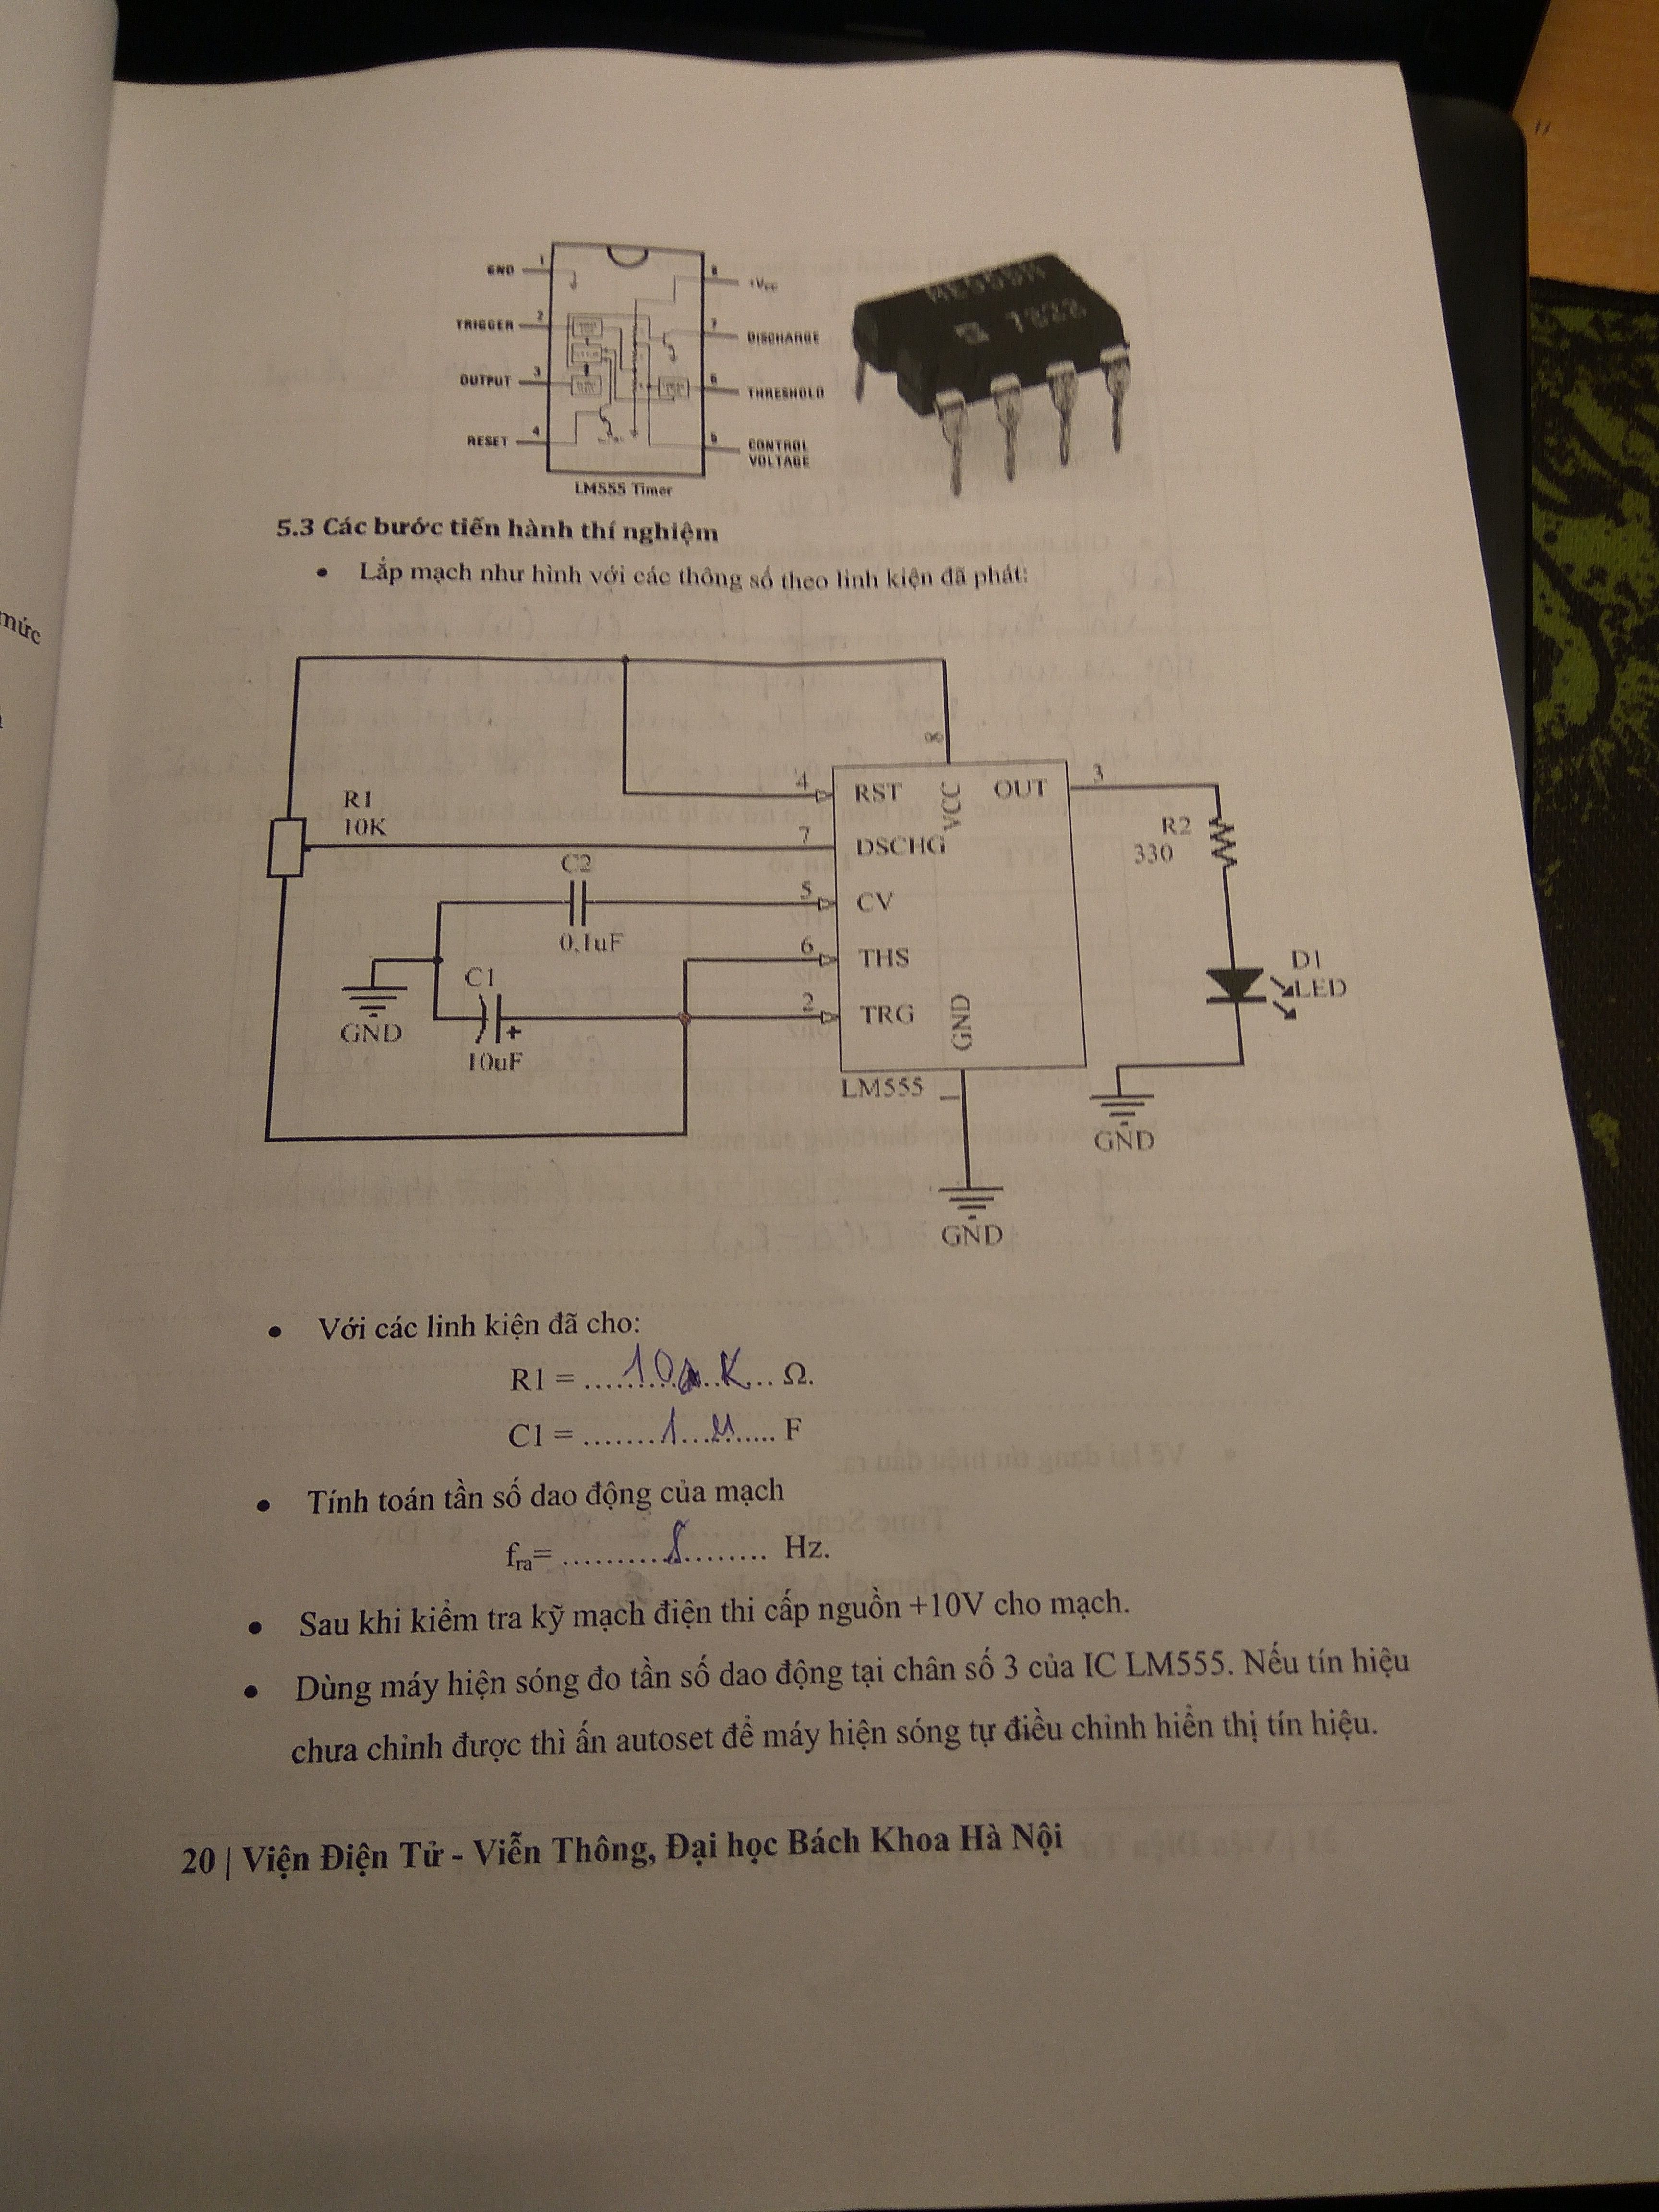 mức
GND 1
8 +Vcc
TRIGGER 2
7 DISCHARGE
OUTPUT 3
6 THRESHOLD
RESET 4
5 CONTROL
VOLTAGE
LM555 Timer
5.3 Các bước tiến hành thí nghiệm
• Lắp mạch như hình với các thông số theo linh kiện đã phát:
8
4 RST VCC OUT 3
R1
10K
7 DSCHG
R2
330
C2
5 CV
0,1uF
6 THS
D1
LED
C1
2 TRG GND
GND
10uF
LM555 1
GND
GND
• Với các linh kiện đã cho:
R1 = ............ K... Ω.
C1 = ........1...µ...... F
• Tính toán tần số dao động của mạch
fra= .................... Hz.
• Sau khi kiểm tra kỹ mạch điện thi cấp nguồn +10V cho mạch.
• Dùng máy hiện sóng đo tần số dao động tại chân số 3 của IC LM555. Nếu tín hiệu
chưa chỉnh được thì ấn autoset để máy hiện sóng tự điều chỉnh hiển thị tín hiệu.
20 | Viện Điện Tử - Viễn Thông, Đại học Bách Khoa Hà Nội